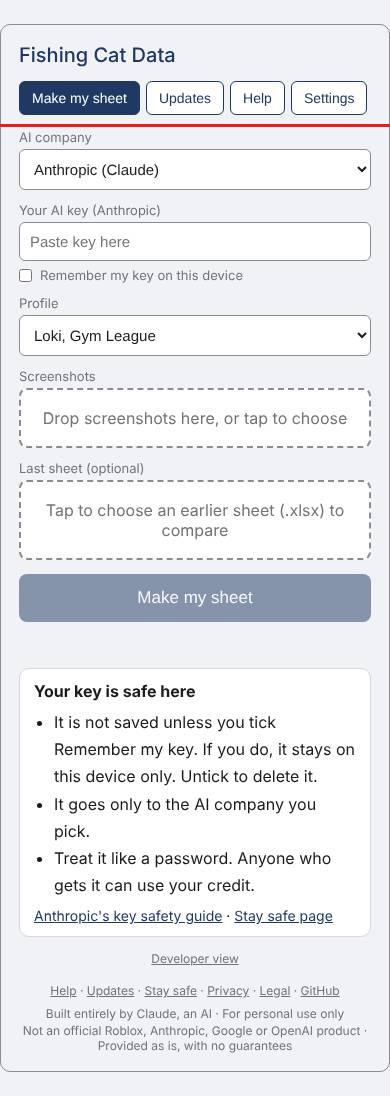 Fishing Cat Data
Make my sheet
Updates
Help
Settings
AI company
Anthropic (Claude)
Your AI key (Anthropic)
Paste key here
Remember my key on this device
Profile
Loki, Gym League
Screenshots
Drop screenshots here, or tap to choose
Last sheet (optional)
Tap to choose an earlier sheet (.xlsx) to
compare
Make my sheet
Your key is safe here
• It is not saved unless you tick
Remember my key. If you do, it stays on
this device only. Untick to delete it.
• It goes only to the AI company you
pick.
• Treat it like a password. Anyone who
gets it can use your credit.
Anthropic's key safety guide · Stay safe page
Developer view
Help · Updates · Stay safe · Privacy · Legal · GitHub
Built entirely by Claude, an AI · For personal use only
Not an official Roblox, Anthropic, Google or OpenAI product ·
Provided as is, with no guarantees